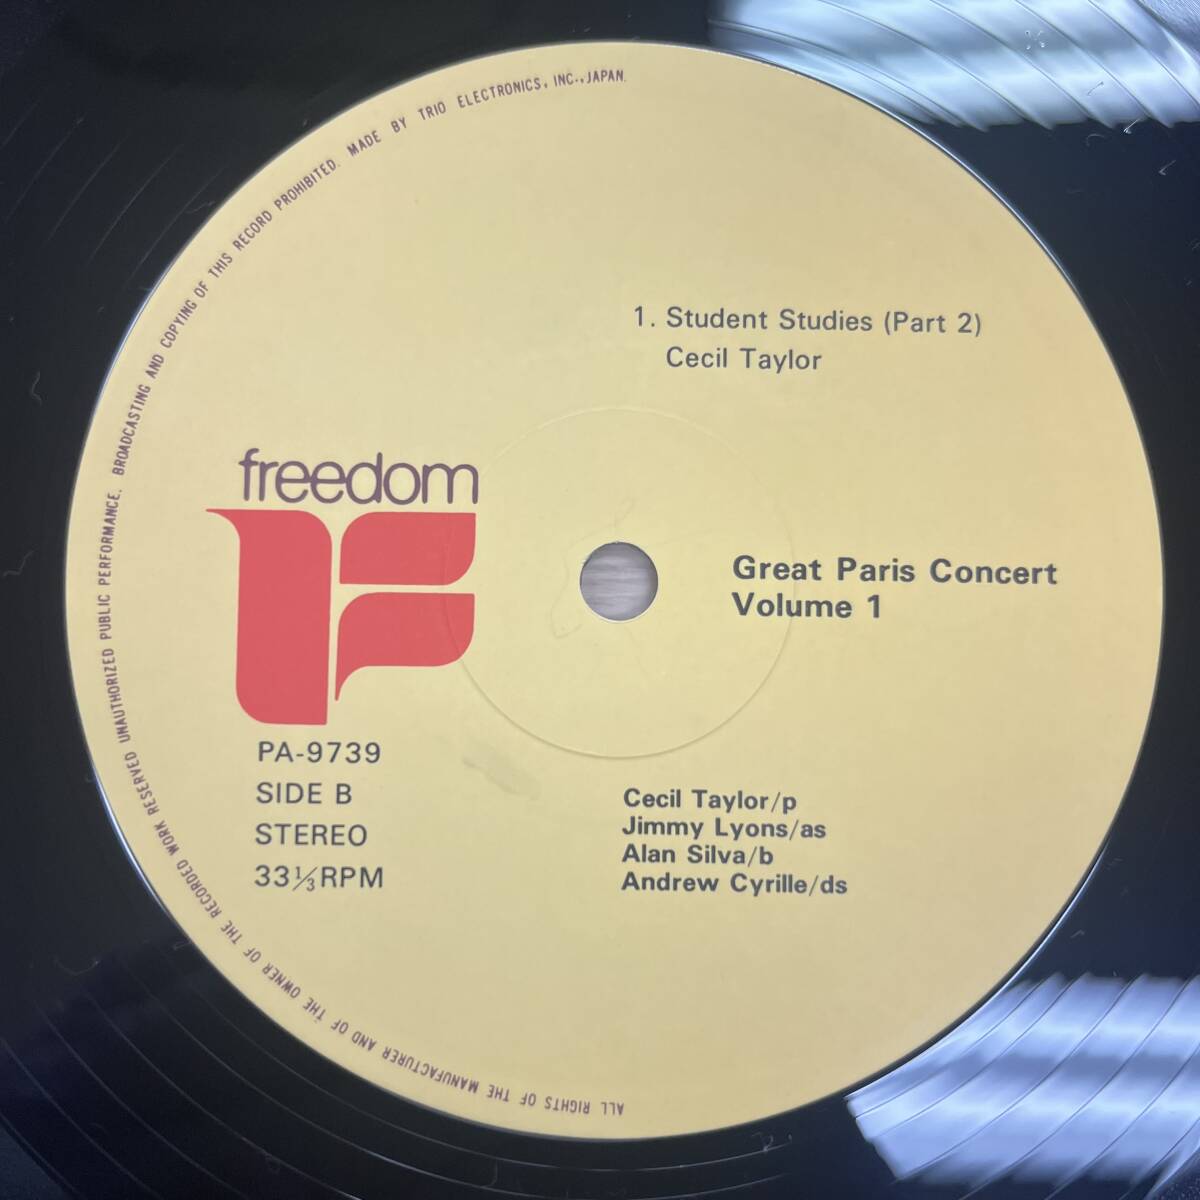 1. Student Studies (Part 2)
Cecil Taylor
freedom
Great Paris Concert
Volume 1
PA-9739
SIDE B
STEREO
33⅓RPM
Cecil Taylor/p
Jimmy Lyons/as
Alan Silva/b
Andrew Cyrille/ds
ALL RIGHTS OF THE MANUFACTURER AND OF THE OWNER OF THE RECORDED WORK RESERVED UNAUTHORIZED PUBLIC PERFORMANCE. BROADCASTING AND COPYING OF THIS RECORD PROHIBITED. MADE BY TRIO ELECTRONICS, INC., JAPAN.